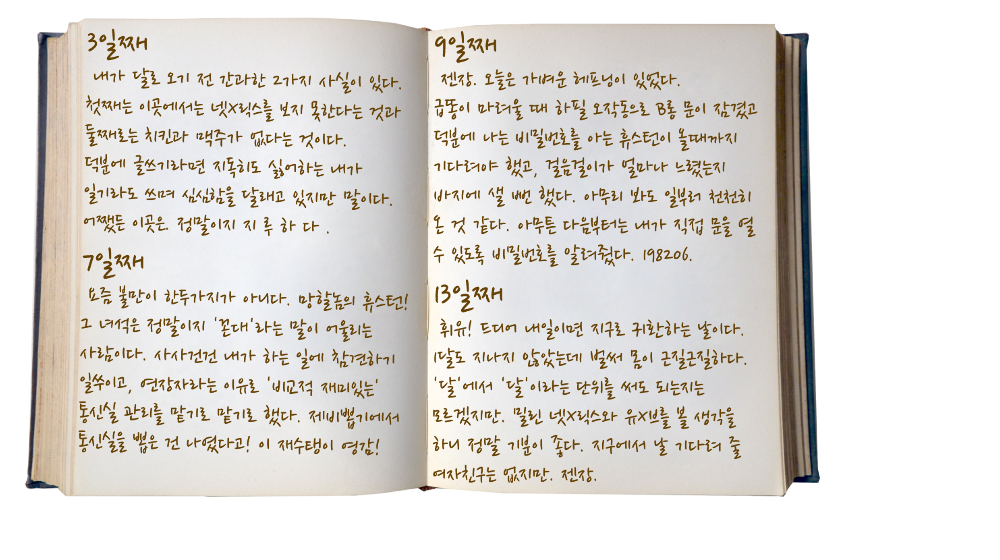 3일째
내가 달로 오기 전 간과한 2가지 사실이 있다.
첫째는 이곳에서는 넷X릭스를 보지 못한다는 것과
둘째로는 치킨과 맥주가 없다는 것이다.
덕분에 글쓰기라면 지독히도 싫어하는 내가
일기라도 쓰며 심심함을 달래고 있지만 말이다.
어쨌든 이곳은 정말이지 지 루 하 다 .
7일째
요즘 불만이 한두가지가 아니다. 망할놈의 휴스턴!
그 녀석은 정말이지 '꼰대'라는 말이 어울리는
사람이다. 사사건건 내가 하는 일에 참견하기
일쑤이고, 연장자라는 이유로 '비교적 재미있는'
통신실 관리를 맡기로 맡기로 했다. 제비뽑기에서
통신실을 뽑은 건 나였다고! 이 재수탱이 영감!
9일째
젠장. 오늘은 가벼운 헤프닝이 있었다.
급똥이 마려울 때 하필 오작동으로 B룸 문이 잠겼고
덕분에 나는 비밀번호를 아는 휴스턴이 올때까지
기다려야 했고, 걸음걸이가 얼마나 느렸는지
바지에 쌀 뻔 했다. 아무리 봐도 일부러 천천히
온 것 같다. 아무튼 다음부터는 내가 직접 문을 열
수 있도록 비밀번호를 알려줬다. 198206.
13일째
휘유! 드디어 내일이면 지구로 귀환하는 날이다.
1달도 지나지 않았는데 벌써 몸이 근질근질하다.
'달'에서 '달'이라는 단위를 써도 되는지는
모르겠지만. 밀린 넷X릭스와 유X브를 볼 생각을
하니 정말 기분이 좋다. 지구에서 날 기다려 줄
여자친구는 없지만. 젠장.